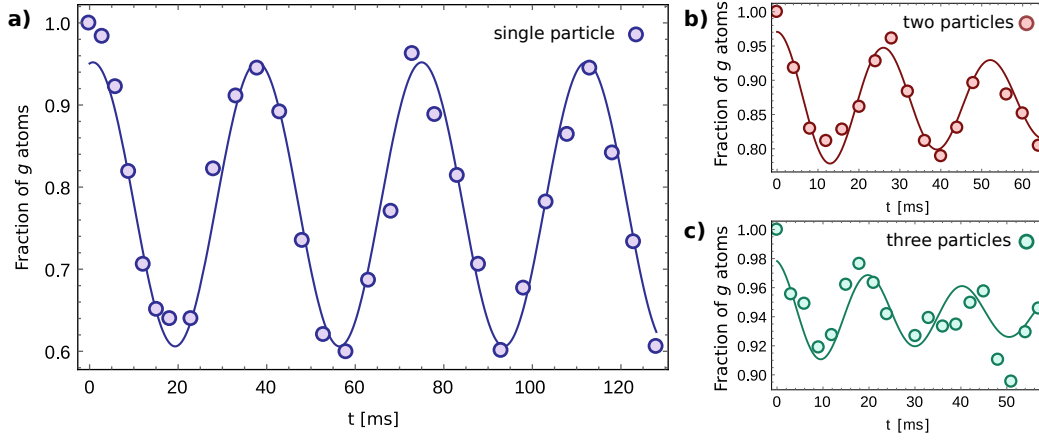 a)
single particle
Fraction of g atoms
1.0
0.9
0.8
0.7
0.6
0 20 40 60 80 100 120
t [ms]
b)
two particles
Fraction of g atoms
1.00
0.95
0.90
0.85
0.80
0 10 20 30 40 50 60
t [ms]
c)
three particles
Fraction of g atoms
1.00
0.98
0.96
0.94
0.92
0.90
0 10 20 30 40 50
t [ms]